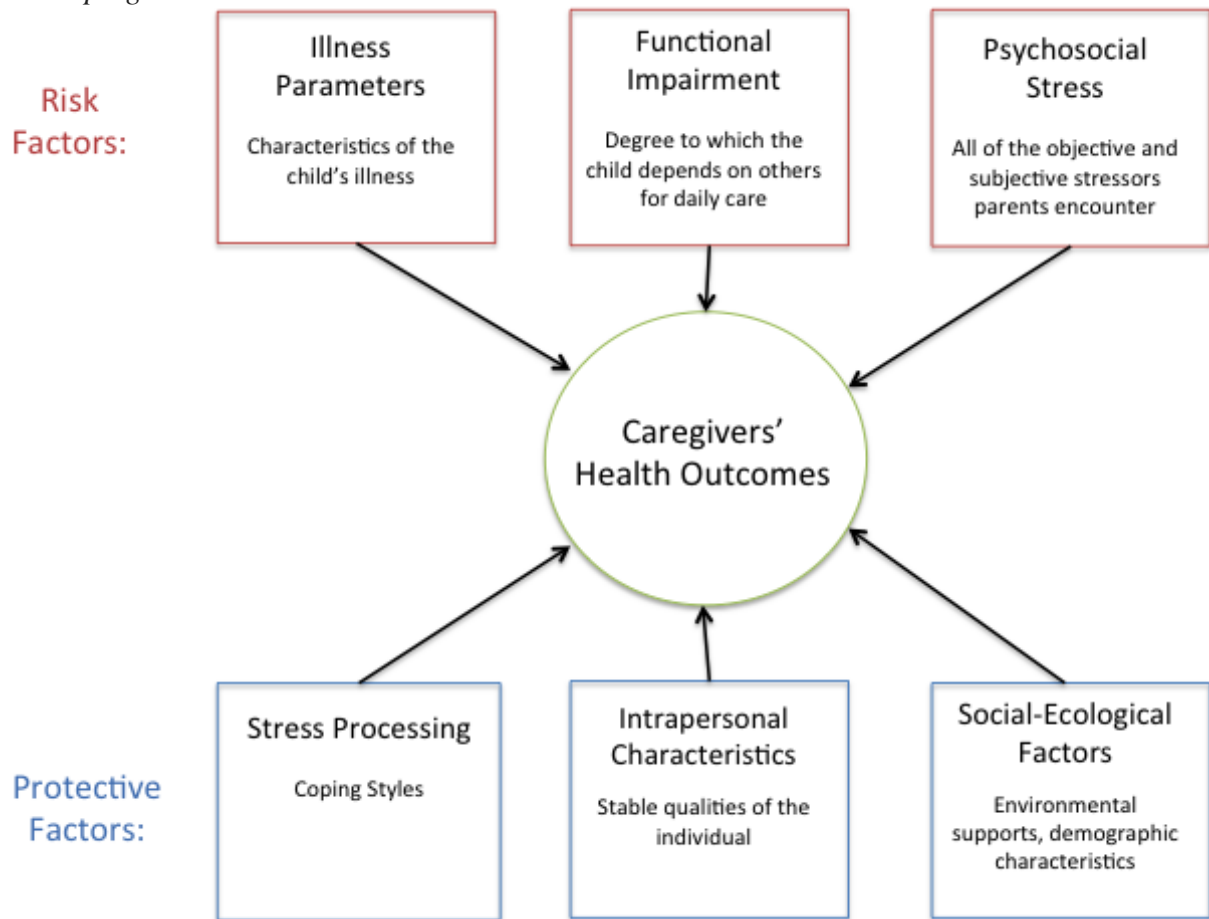 Risk
Factors:
Illness
Parameters
Characteristics of the
child's illness
Functional
Impairment
Degree to which the
child depends on others
for daily care
Psychosocial
Stress
All of the objective and
subjective stressors
parents encounter
Caregivers'
Health Outcomes
Protective
Factors:
Stress Processing
Coping Styles
Intrapersonal
Characteristics
Stable qualities of the
individual
Social-Ecological
Factors
Environmental
supports, demographic
characteristics